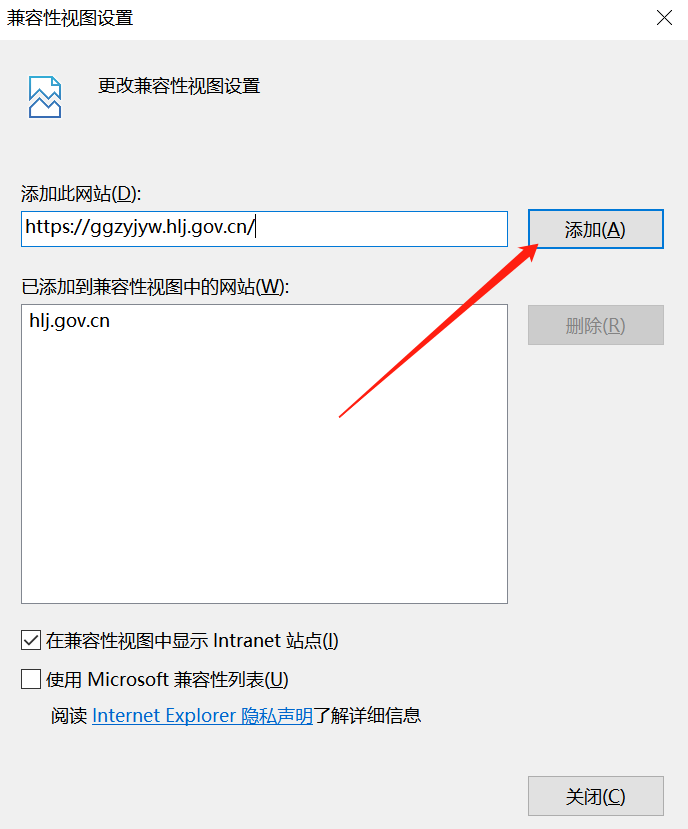 兼容性视图设置
更改兼容性视图设置
添加此网站(D):
https://ggzyjyw.hlj.gov.cn/
添加(A)
已添加到兼容性视图中的网站(W):
hlj.gov.cn
删除(R)
在兼容性视图中显示 Intranet 站点(I)
使用 Microsoft 兼容性列表(U)
阅读 Internet Explorer 隐私声明了解详细信息
关闭(C)